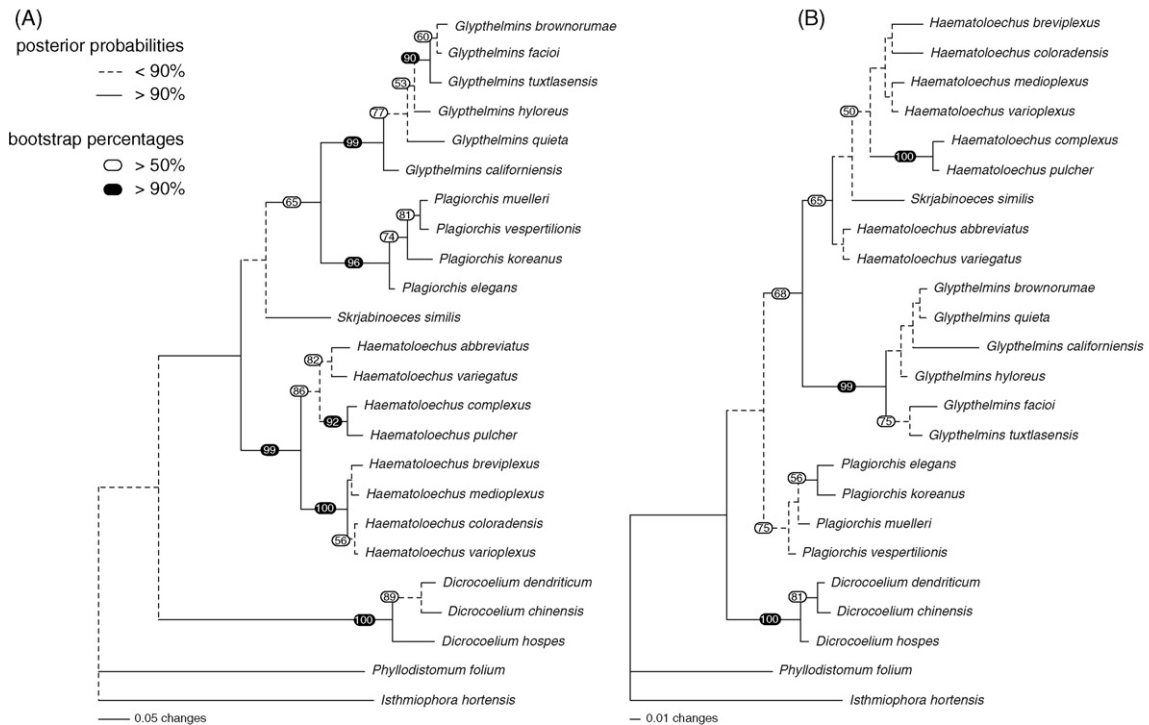 (A)
posterior probabilities
< 90%
> 90%
bootstrap percentages
> 50%
> 90%
60
90
53
77
99
65
81
74
96
82
86
92
99
100
56
89
100
Glypthelmins brownorumae
Glypthelmins facioi
Glypthelmins tuxtlasensis
Glypthelmins hyloreus
Glypthelmins quieta
Glypthelmins californiensis
Plagiorchis muelleri
Plagiorchis vespertilionis
Plagiorchis koreanus
Plagiorchis elegans
Skrjabinoeces similis
Haematoloechus abbreviatus
Haematoloechus variegatus
Haematoloechus complexus
Haematoloechus pulcher
Haematoloechus breviplexus
Haematoloechus medioplexus
Haematoloechus coloradensis
Haematoloechus varioplexus
Dicrocoelium dendriticum
Dicrocoelium chinensis
Dicrocoelium hospes
Phyllodistomum folium
Isthmiophora hortensis
0.05 changes
(B)
50
100
65
68
99
75
56
75
81
100
Haematoloechus breviplexus
Haematoloechus coloradensis
Haematoloechus medioplexus
Haematoloechus varioplexus
Haematoloechus complexus
Haematoloechus pulcher
Skrjabinoeces similis
Haematoloechus abbreviatus
Haematoloechus variegatus
Glypthelmins brownorumae
Glypthelmins quieta
Glypthelmins californiensis
Glypthelmins hyloreus
Glypthelmins facioi
Glypthelmins tuxtlasensis
Plagiorchis elegans
Plagiorchis koreanus
Plagiorchis muelleri
Plagiorchis vespertilionis
Dicrocoelium dendriticum
Dicrocoelium chinensis
Dicrocoelium hospes
Phyllodistomum folium
Isthmiophora hortensis
0.01 changes